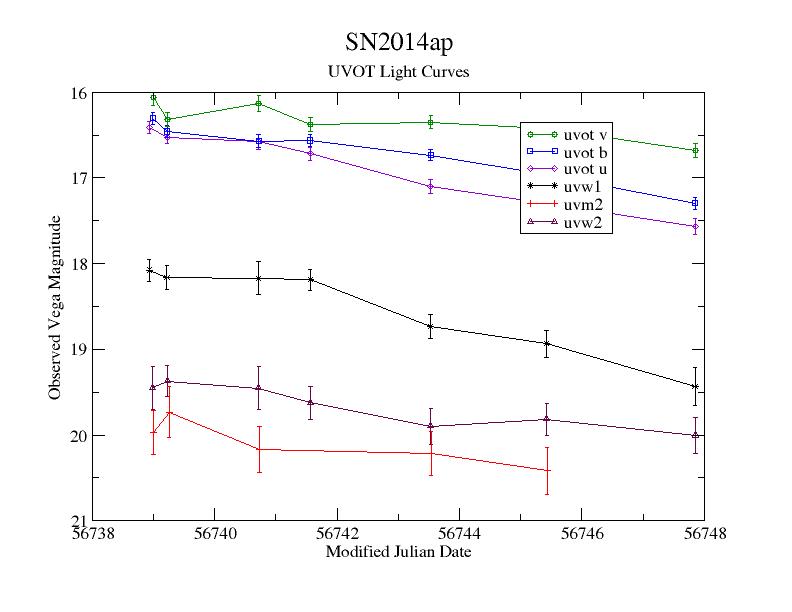 SN2014ap
UVOT Light Curves
Observed Vega Magnitude
16
17
18
19
20
21
uvot v
uvot b
uvot u
uvw1
uvm2
uvw2
56738 56740 56742 56744 56746 56748
Modified Julian Date